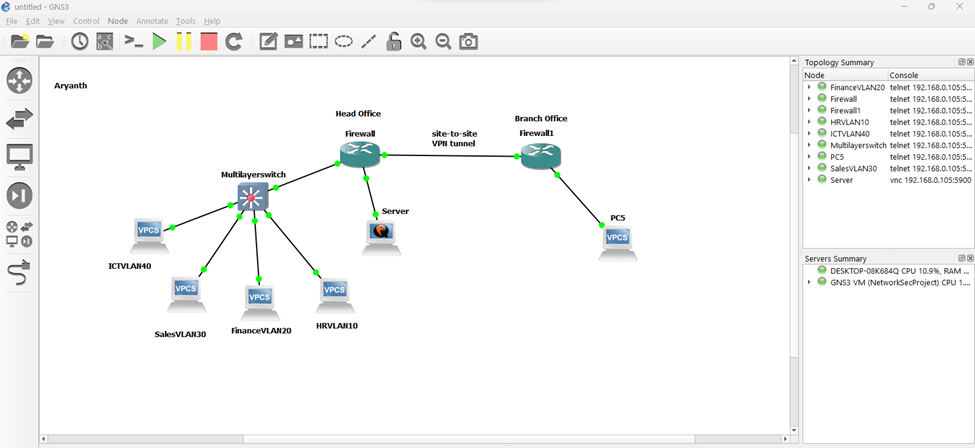 untitled - GNS3
File Edit View Control Node Annotate Tools Help
Aryanth
Head Office
Firewall
site-to-site
VPN tunnel
Branch Office
Firewall1
Multilayerswitch
Server
PC5
VPCS
VPCS
ICTVLAN40
VPCS
VPCS
VPCS
SalesVLAN30
FinanceVLAN20
HRVLAN10
Topology Summary
Node Console
FinanceVLAN20 telnet 192.168.0.105:5...
Firewall telnet 192.168.0.105:5...
Firewall1 telnet 192.168.0.105:5...
HRVLAN10 telnet 192.168.0.105:5...
ICTVLAN40 telnet 192.168.0.105:5...
Multilayerswitch telnet 192.168.0.105:5...
PC5 telnet 192.168.0.105:5...
SalesVLAN30 telnet 192.168.0.105:5...
Server vnc 192.168.0.105:5900
Servers Summary
DESKTOP-08K684Q CPU 10.9%, RAM ...
GNS3 VM (NetworkSecProject) CPU 1....